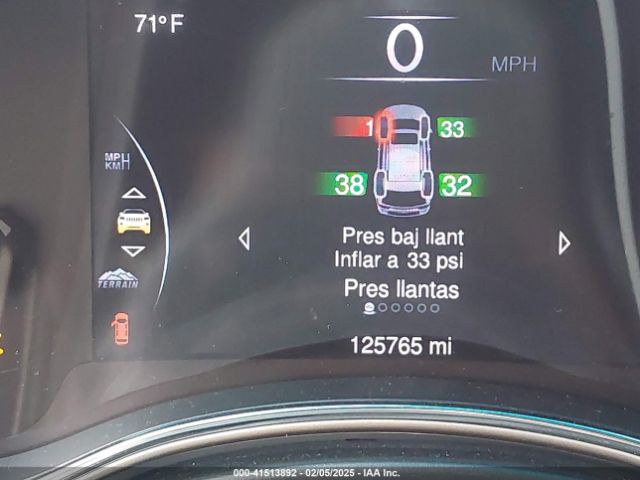 71°F
0
MPH
1
33
38
32
MPH
KM/H
Pres baj llant
Inflar a 33 psi
Pres llantas
TERRAIN
125765 mi
000-41513892 - 02/05/2025 - IAA Inc.